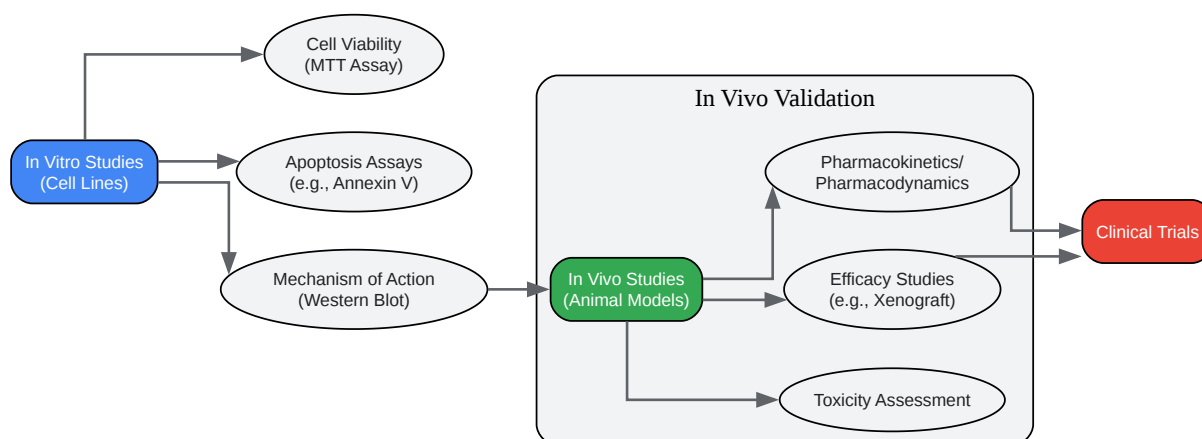 Cell Viability
(MTT Assay)
In Vivo Validation
In Vitro Studies
(Cell Lines)
Apoptosis Assays
(e.g., Annexin V)
Pharmacokinetics/
Pharmacodynamics
Clinical Trials
Mechanism of Action
(Western Blot)
In Vivo Studies
(Animal Models)
Efficacy Studies
(e.g., Xenograft)
Toxicity Assessment